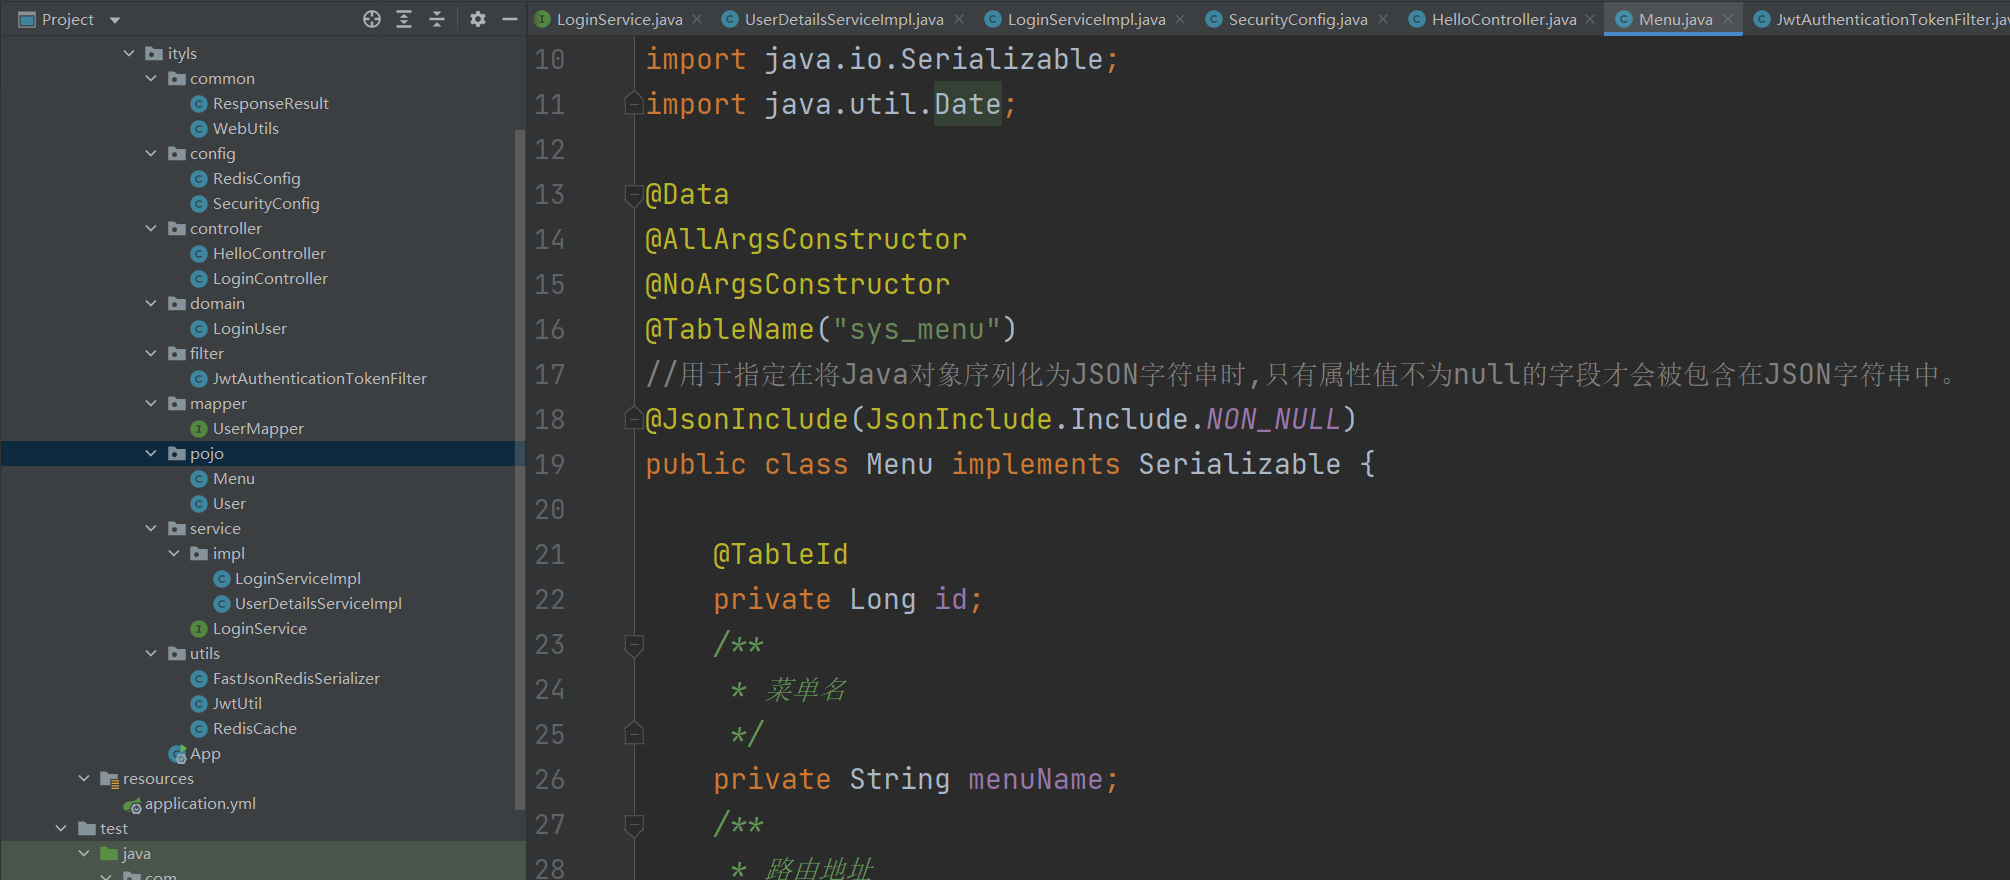 Project
LoginService.java
UserDetailsServiceImpl.java
LoginServiceImpl.java
SecurityConfig.java
HelloController.java
Menu.java
JwtAuthenticationTokenFilter.jav
ityls
common
ResponseResult
WebUtils
config
RedisConfig
SecurityConfig
controller
HelloController
LoginController
domain
LoginUser
filter
JwtAuthenticationTokenFilter
mapper
UserMapper
pojo
Menu
User
service
impl
LoginServiceImpl
UserDetailsServiceImpl
LoginService
utils
FastJsonRedisSerializer
JwtUtil
RedisCache
App
resources
application.yml
test
java
com
10 import java.io.Serializable;
11 import java.util.Date;
12
13 @Data
14 @AllArgsConstructor
15 @NoArgsConstructor
16 @TableName("sys_menu")
17 //用于指定在将Java对象序列化为JSON字符串时,只有属性值不为null的字段才会被包含在JSON字符串中。
18 @JsonInclude(JsonInclude.Include.NON_NULL)
19 public class Menu implements Serializable {
20
21 @TableId
22 private Long id;
23 /**
24 * 菜单名
25 */
26 private String menuName;
27 /**
28 * 路由地址